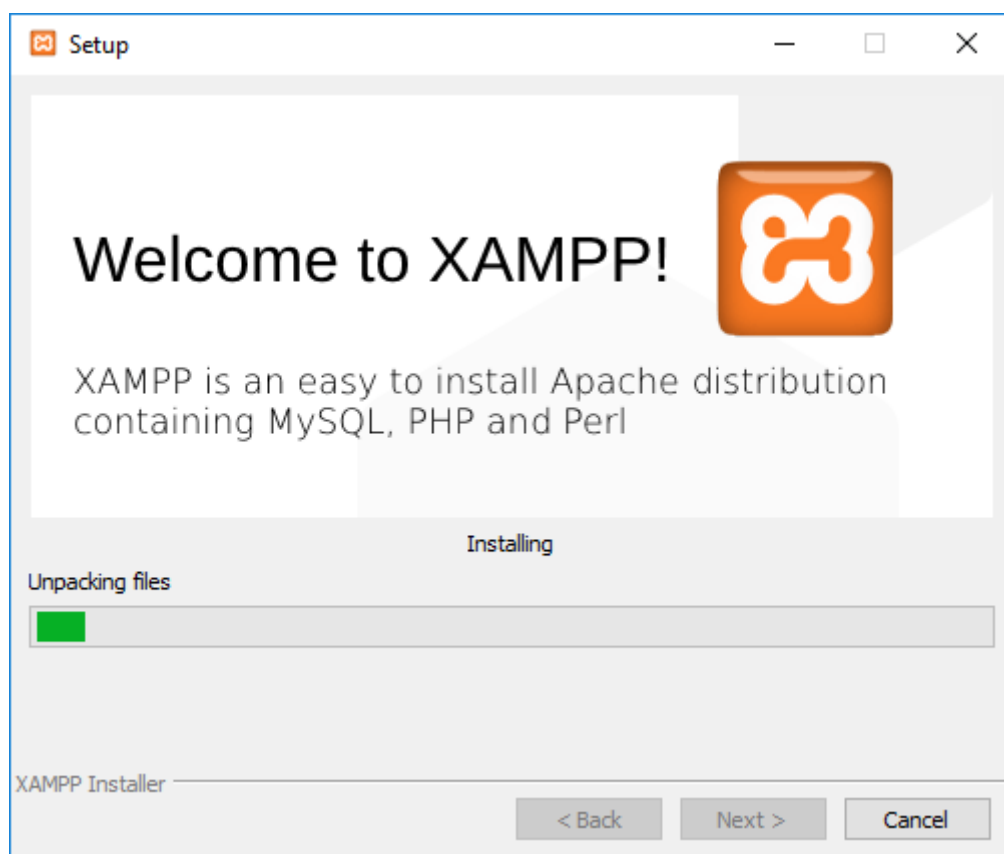 Setup
Welcome to XAMPP!
XAMPP is an easy to install Apache distribution
containing MySQL, PHP and Perl
Installing
Unpacking files
XAMPP Installer
< Back
Next >
Cancel